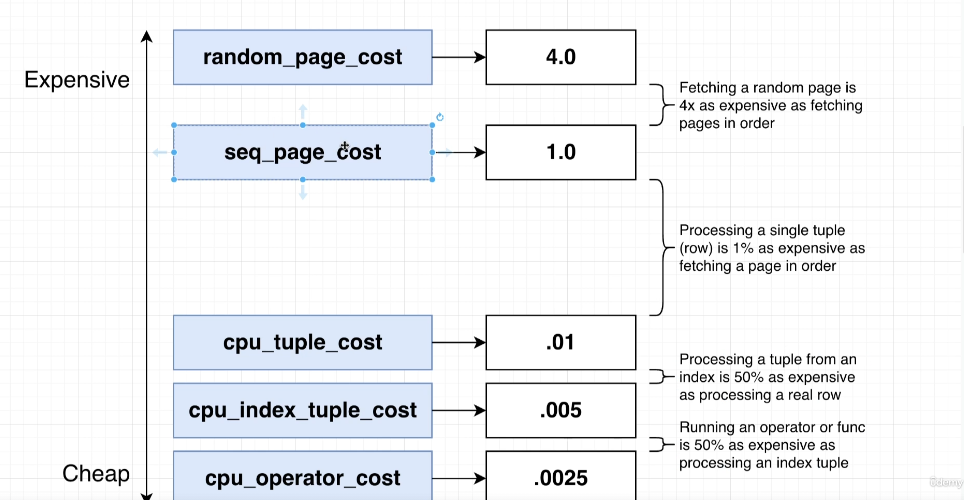 Expensive
random_page_cost
4.0
Fetching a random page is
4x as expensive as fetching
pages in order
seq_page_cost
1.0
Processing a single tuple
(row) is 1% as expensive as
fetching a page in order
cpu_tuple_cost
.01
Processing a tuple from an
index is 50% as expensive
as processing a real row
cpu_index_tuple_cost
.005
Running an operator or func
is 50% as expensive as
processing an index tuple
Cheap
cpu_operator_cost
.0025
ûdemy